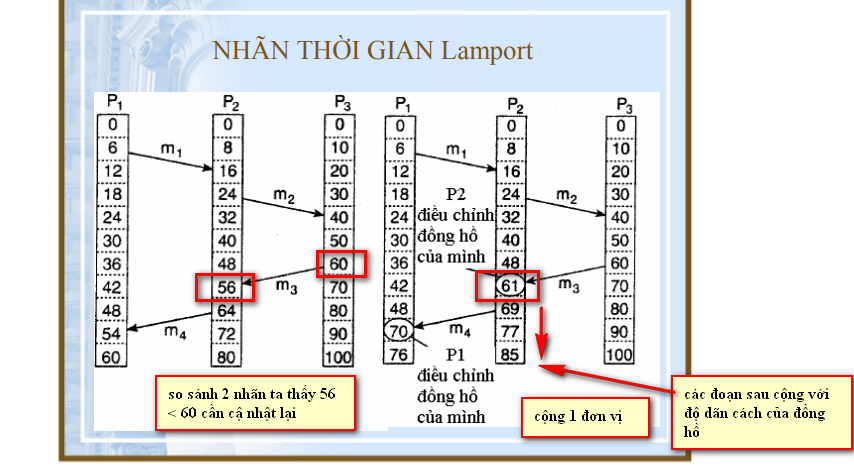 NHÃN THỜI GIAN Lamport
P1 P2 P3 P1 P2 P3
0 0 0 0 0 0
6 m1 8 10 6 m1 8 10
12 16 20 12 16 20
18 24 m2 30 18 P2 24 m2 30
24 32 40 24 điều chỉnh 32 40
30 40 50 30 đồng hồ 40 50
36 48 60 36 của mình 48 60
42 56 m3 70 42 61 m3 70
48 64 80 48 69 80
54 m4 72 90 70 m4 77 90
60 80 100 76 P1 85 100
điều chỉnh
đồng hồ
của mình
so sánh 2 nhãn ta thấy 56
< 60 cần cậ nhật lại
cộng 1 đơn vị
các đoạn sau cộng với
độ dãn cách của đồng
hồ